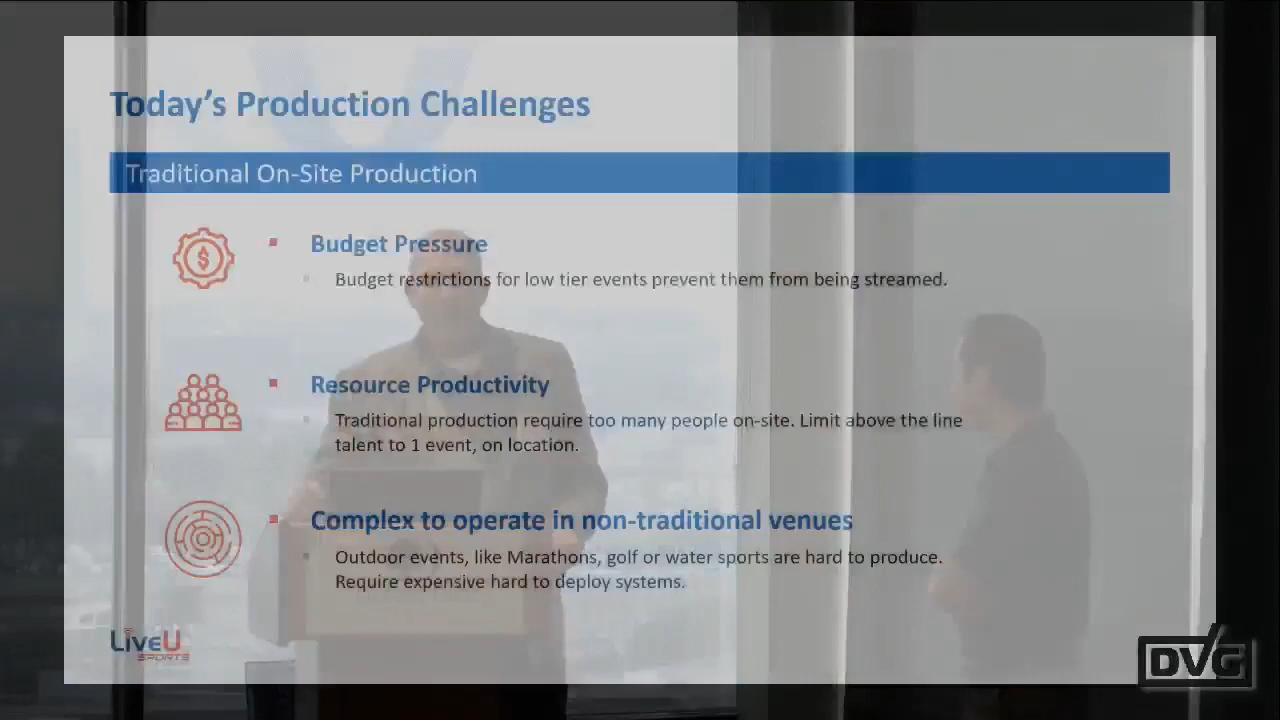 Today's Production Challenges
Traditional On-Site Production
Budget Pressure
Budget restrictions for low tier events prevent them from being streamed.
Resource Productivity
Traditional production require too many people on-site. Limit above the line
talent to 1 event, on location.
Complex to operate in non-traditional venues
Outdoor events, like Marathons, golf or water sports are hard to produce.
Require expensive hard to deploy systems.
LiveU
SPORTS
DVG